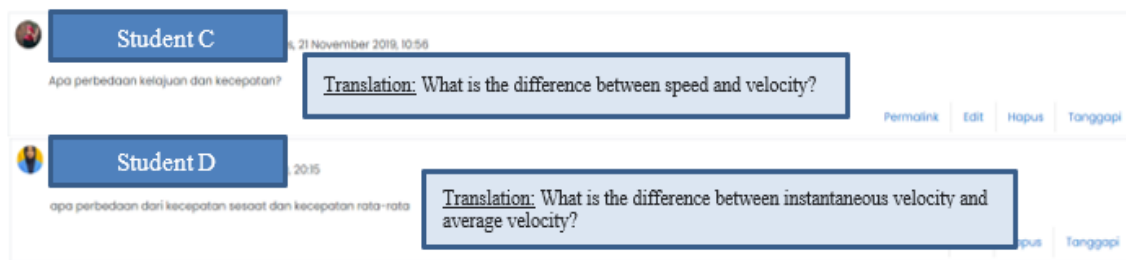 Student C
s, 21 November 2019, 10:56
Apa perbedaan kelajuan dan kecepatan?
Translation: What is the difference between speed and velocity?
Permalink Edit Hapus Tanggapi
Student D
, 20:15
apa perbedaan dari kecepatan sesaat dan kecepatan rata-rata
Translation: What is the difference between instantaneous velocity and
average velocity?
apus Tanggapi